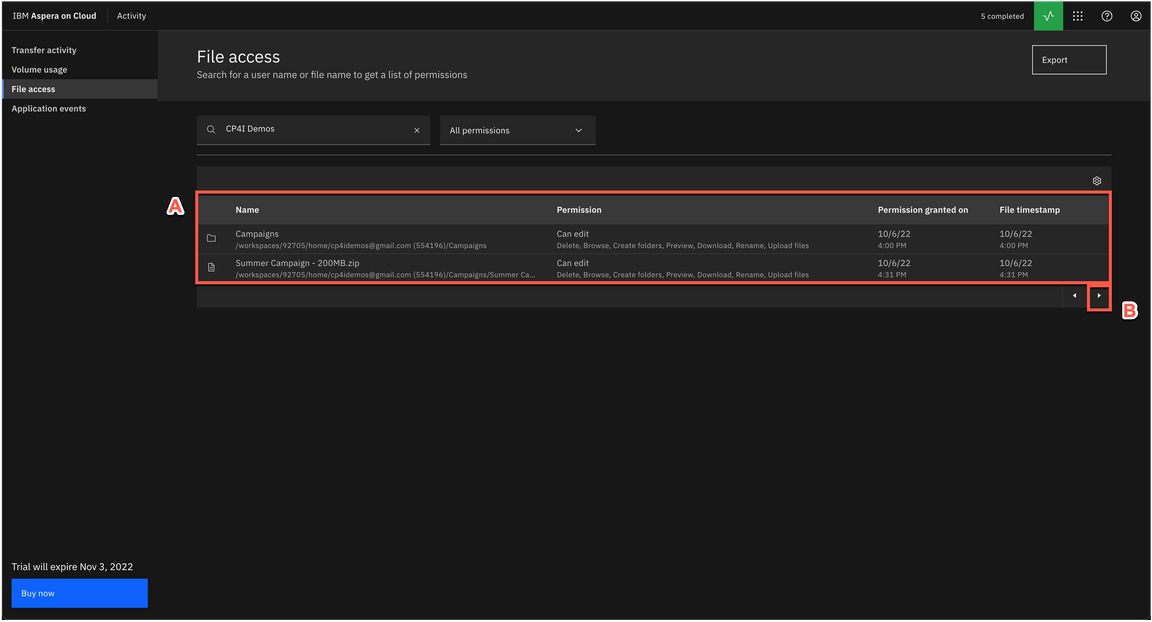 IBM Aspera on Cloud Activity 5 completed
Transfer activity
Volume usage
File access
Application events
File access
Search for a user name or file name to get a list of permissions
Export
CP4I Demos
All permissions
A
Name Permission Permission granted on File timestamp
Campaigns Can edit 10/6/22 10/6/22
/workspaces/92705/home/cp4idemos@gmail.com (554196)/Campaigns Delete, Browse, Create folders, Preview, Download, Rename, Upload files 4:00 PM 4:00 PM
Summer Campaign - 200MB.zip Can edit 10/6/22 10/6/22
/workspaces/92705/home/cp4idemos@gmail.com (554196)/Campaigns/Summer Ca... Delete, Browse, Create folders, Preview, Download, Rename, Upload files 4:31 PM 4:31 PM
B
Trial will expire Nov 3, 2022
Buy now